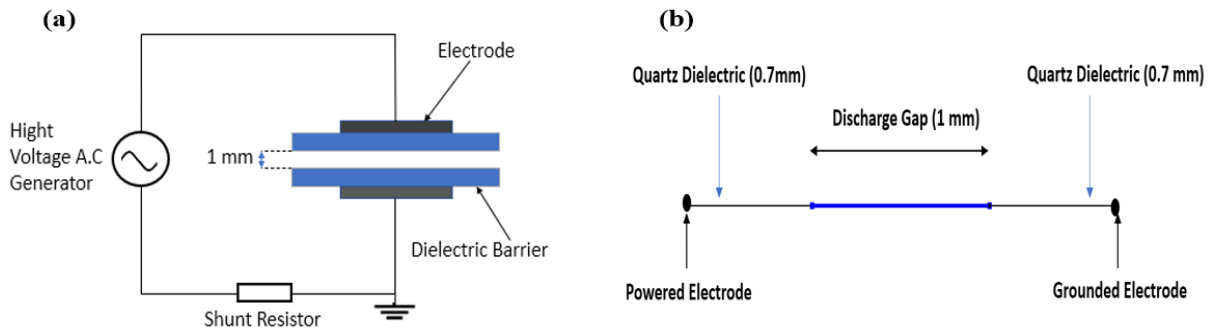 (a)
Electrode
Hight
Voltage A.C
Generator
1 mm
Dielectric Barrier
Shunt Resistor
(b)
Quartz Dielectric (0.7mm)
Quartz Dielectric (0.7 mm)
Discharge Gap (1 mm)
Powered Electrode
Grounded Electrode